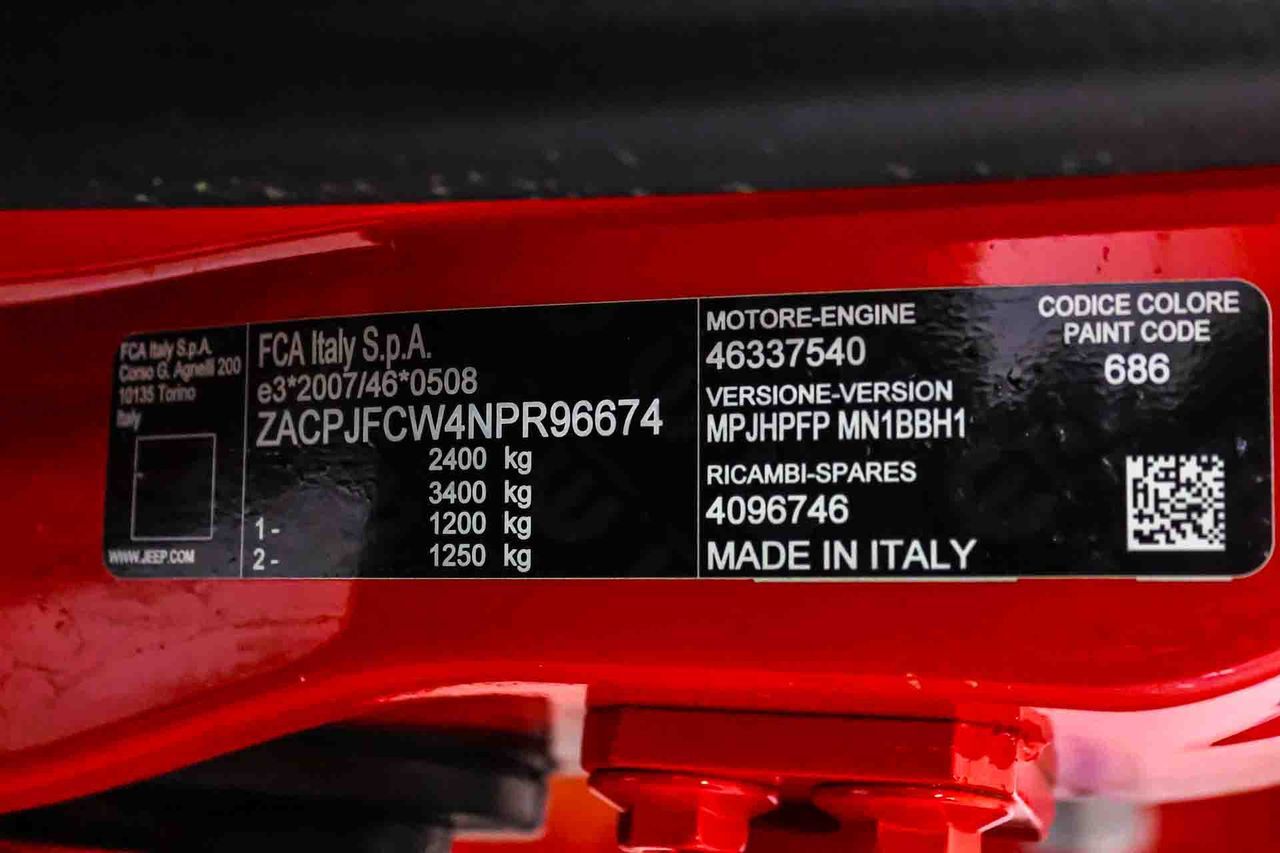 FCA Italy S.p.A.
Corso G. Agnelli 200
10135 Torino
Italy
WWW.JEEP.COM
FCA Italy S.p.A.
e3*2007/46*0508
ZACPJFCW4NPR96674
2400 kg
3400 kg
1- 1200 kg
2- 1250 kg
MOTORE-ENGINE
46337540
VERSIONE-VERSION
MPJHPFP MN1BBH1
RICAMBI-SPARES
4096746
MADE IN ITALY
CODICE COLORE
PAINT CODE
686